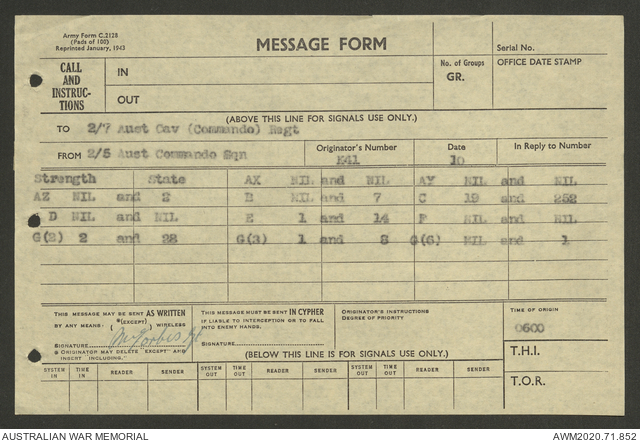 Army Form C.2128
(Pads of 100)
Reprinted January, 1943
MESSAGE FORM
Serial No.
CALL AND INSTRUC-TIONS
IN
OUT
No. of Groups
GR.
OFFICE DATE STAMP
(ABOVE THIS LINE FOR SIGNALS USE ONLY.)
TO 2/7 Aust Cav (Commando) Regt
FROM 2/5 Aust Commando Sqn
Originator's Number
K41
Date
10
In Reply to Number
Strength State AX NIL and NIL AY NIL and NIL
AZ NIL and 2 B NIL and 7 C 19 and 252
D NIL and NIL E 1 and 14 F NIL and NIL
G(2) 2 and 28 G(3) 1 and 8 G(6) NIL and 1
THIS MESSAGE MAY BE SENT AS WRITTEN
BY ANY MEANS. { *(EXCEPT) } WIRELESS
SIGNATURE
& ORIGINATOR MAY DELETE EXCEPT AND INSERT INCLUDING.
THIS MESSAGE MUST BE SENT IN CYPHER
IF LIABLE TO INTERCEPTION OR TO FALL
INTO ENEMY HANDS.
SIGNATURE
ORIGINATOR'S INSTRUCTIONS
DEGREE OF PRIORITY
TIME OF ORIGIN
0600
T.H.I.
T.O.R.
(BELOW THIS LINE IS FOR SIGNALS USE ONLY.)
SYSTEM IN TIME IN READER SENDER SYSTEM OUT TIME OUT READER SENDER SYSTEM OUT TIME OUT READER SENDER
AUSTRALIAN WAR MEMORIAL AWM2020.71.852